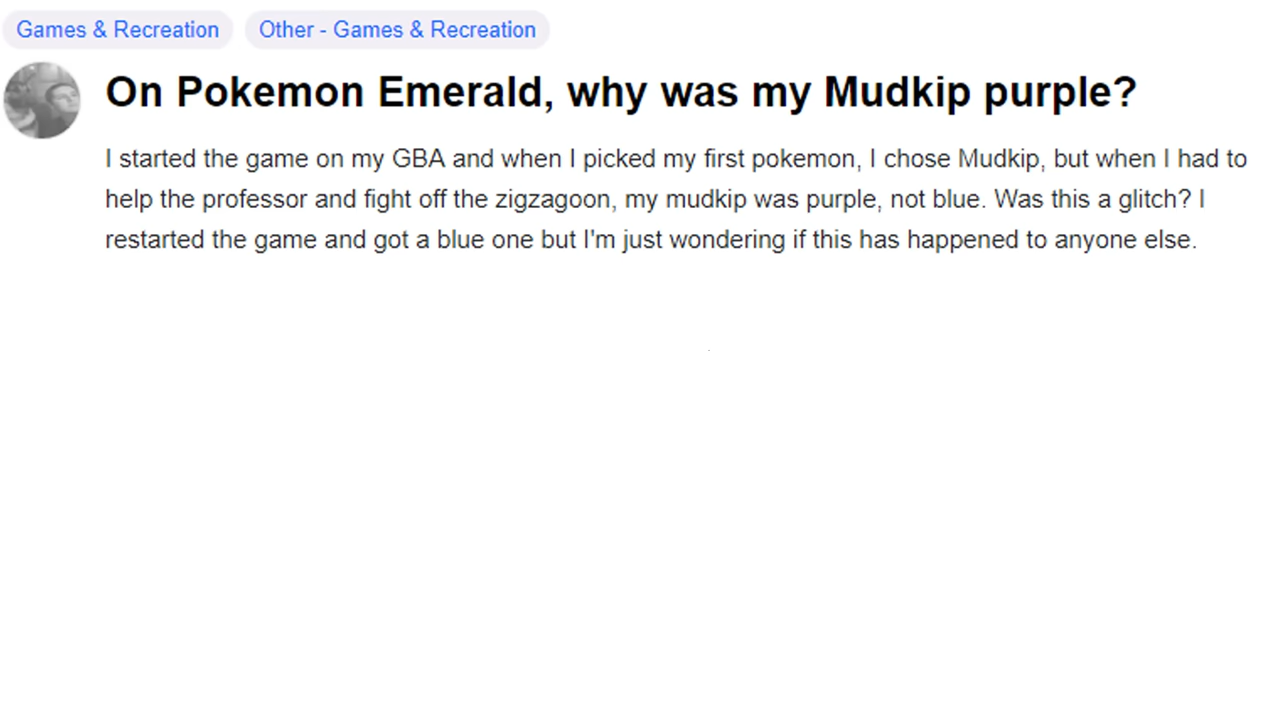 Games & Recreation
Other - Games & Recreation
On Pokemon Emerald, why was my Mudkip purple?
I started the game on my GBA and when I picked my first pokemon, I chose Mudkip, but when I had to
help the professor and fight off the zigzagoon, my mudkip was purple, not blue. Was this a glitch? I
restarted the game and got a blue one but I'm just wondering if this has happened to anyone else.